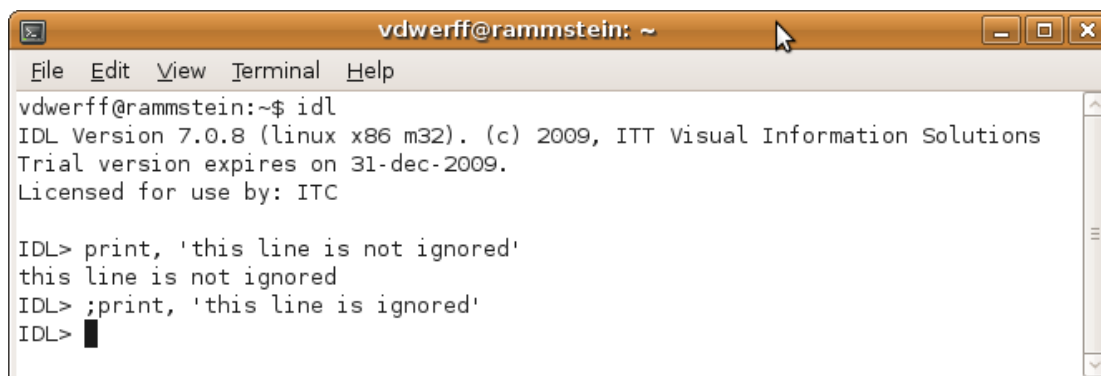 vdwerff@rammstein: ~
File Edit View Terminal Help
vdwerff@rammstein:~$ idl
IDL Version 7.0.8 (linux x86 m32). (c) 2009, ITT Visual Information Solutions
Trial version expires on 31-dec-2009.
Licensed for use by: ITC
IDL> print, 'this line is not ignored'
this line is not ignored
IDL> ;print, 'this line is ignored'
IDL>